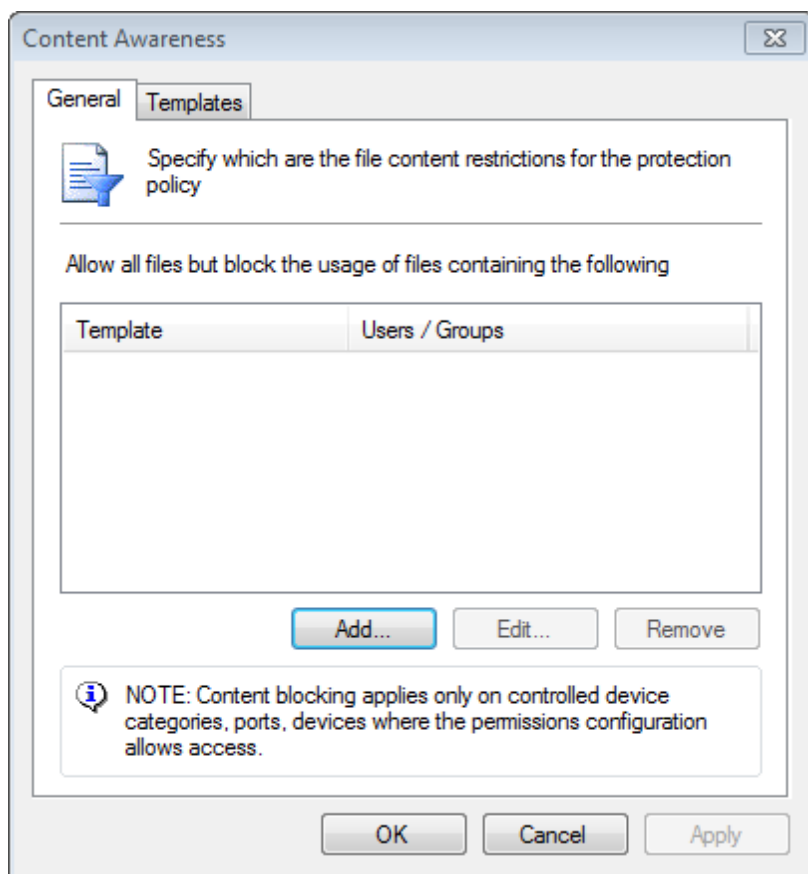 Content Awareness
General Templates
Specify which are the file content restrictions for the protection
policy
Allow all files but block the usage of files containing the following
Template Users / Groups
Add... Edit... Remove
NOTE: Content blocking applies only on controlled device
categories, ports, devices where the permissions configuration
allows access.
OK Cancel Apply